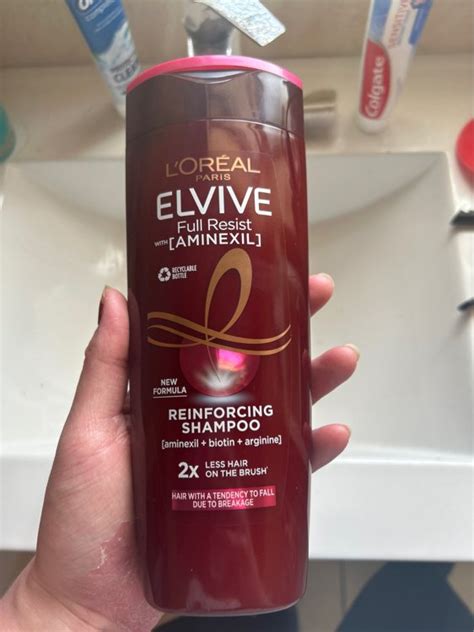 L'ORÉAL
PARIS
ELVIVE
Full Resist
WITH [AMINEXIL]
RECYCLABLE
BOTTLE
NEW
FORMULA
REINFORCING
SHAMPOO
[aminexil + biotin + arginine]
2x LESS HAIR
ON THE BRUSH*
HAIR WITH A TENDENCY TO FALL
DUE TO BREAKAGE
Colgate
SENSITIVE